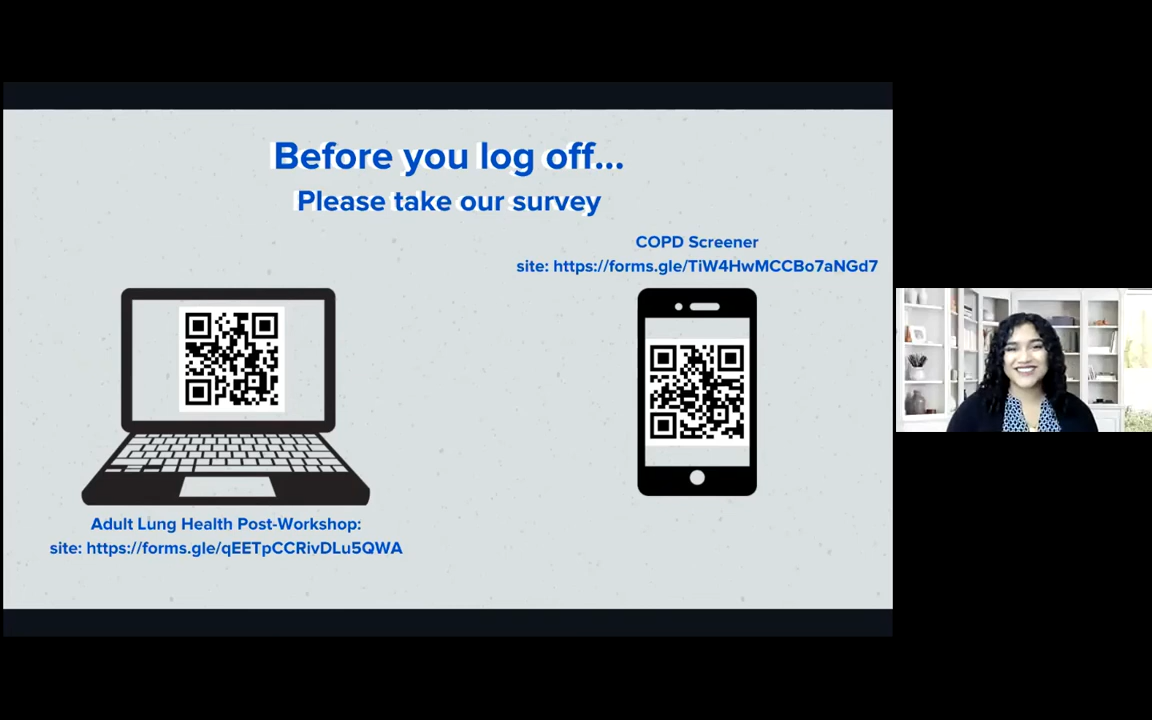 Before you log off...
Please take our survey
COPD Screener
site: https://forms.gle/TiW4HwMCCBo7aNGd7
Adult Lung Health Post-Workshop:
site: https://forms.gle/qEETpCCRivDLu5QWA